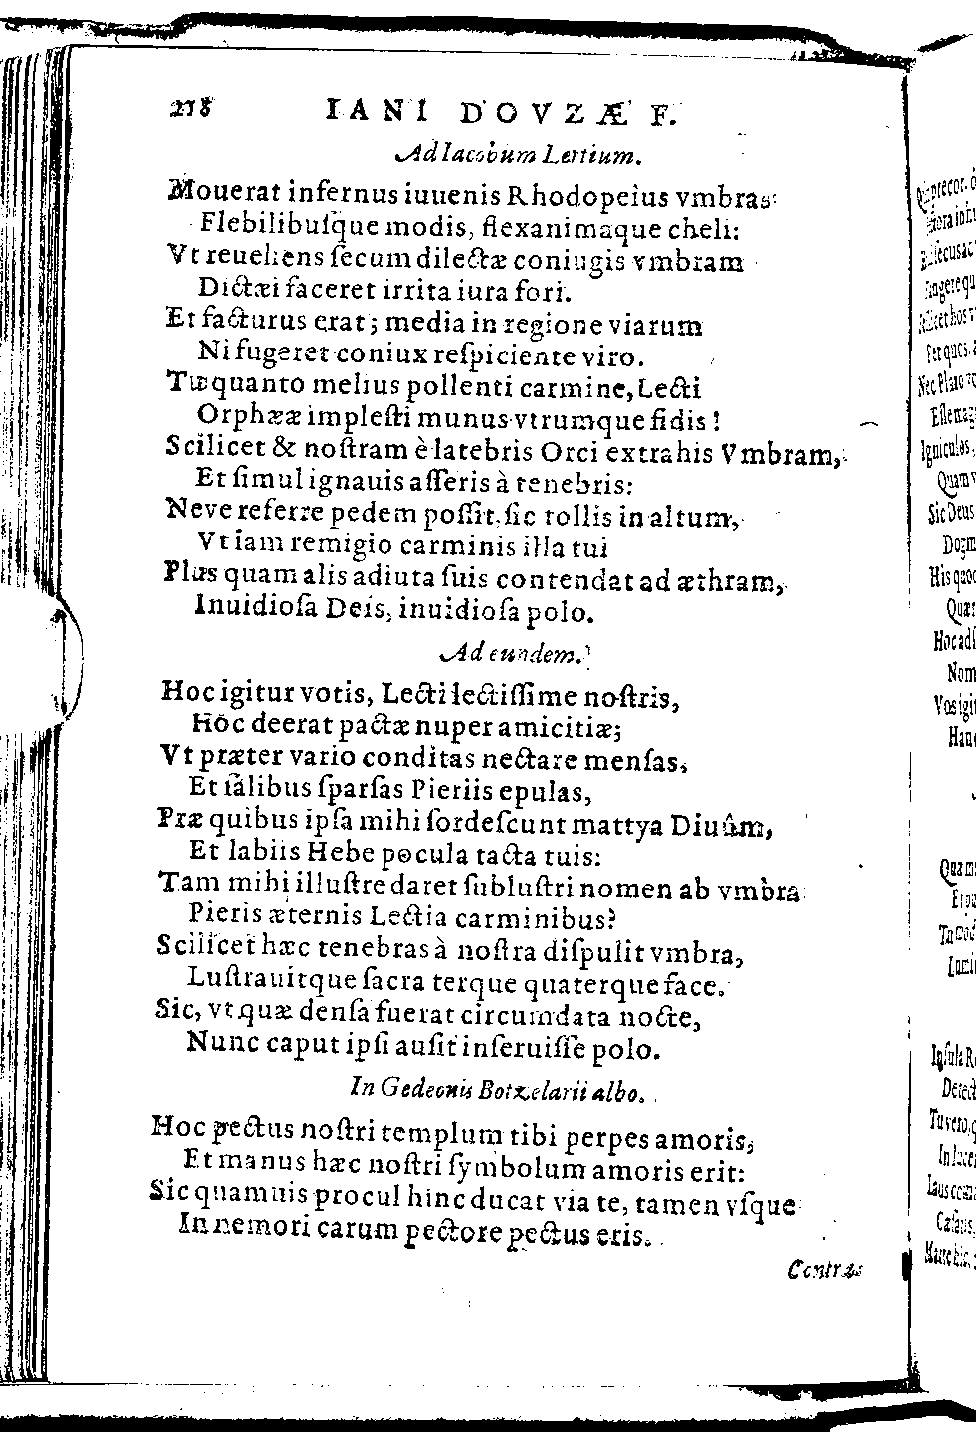 218 IANI DOVZÆ F.
Ad Iacobum Lectium.
Mouerat infernus iuuenis Rhodopeius vmbras
Flebilibuſque modis, flexanimaque cheli:
Vt reuehens ſecum dilectæ coniugis vmbram
Dictæi faceret irrita iura fori.
Et facturus erat; media in regione viarum
Ni fugeret coniux reſpiciente viro.
Tu quanto melius pollenti carmine, Lecti
Orphææ impleſti munus vtrumque fidis!
Scilicet & noſtram è latebris Orci extrahis Vmbram,
Et ſimul ignauis aſſeris à tenebris:
Neve referre pedem poſſit, ſic tollis in altum,
Vt iam remigio carminis illa tui
Plus quam alis adiuta ſuis contendat ad æthram,
Inuidioſa Deis, inuidioſa polo.
Ad eundem.
Hoc igitur votis, Lecti lectiſſime noſtris,
Hoc deerat pactæ nuper amicitiæ;
Vt præter vario conditas nectare menſas,
Et ſalibus ſparſas Pieriis epulas,
Præ quibus ipſa mihi ſordeſcunt mattya Diuûm,
Et labiis Hebe pocula tacta tuis:
Tam mihi illuſtre daret ſubluſtri nomen ab vmbra
Pieris æternis Lectia carminibus?
Scilicet hæc tenebras à noſtra diſpulit vmbra,
Luſtrauitque ſacra terque quaterque face.
Sic, vt quæ denſa fuerat circumdata nocte,
Nunc caput ipſi auſit inſeruiſſe polo.
In Gedeonis Botzelarii albo.
Hoc pectus noſtri templum tibi perpes amoris,
Et manus hæc noſtri ſymbolum amoris erit:
Sic quamuis procul hinc ducat via te, tamen vſque
In nemori carum pectore pectus eris.